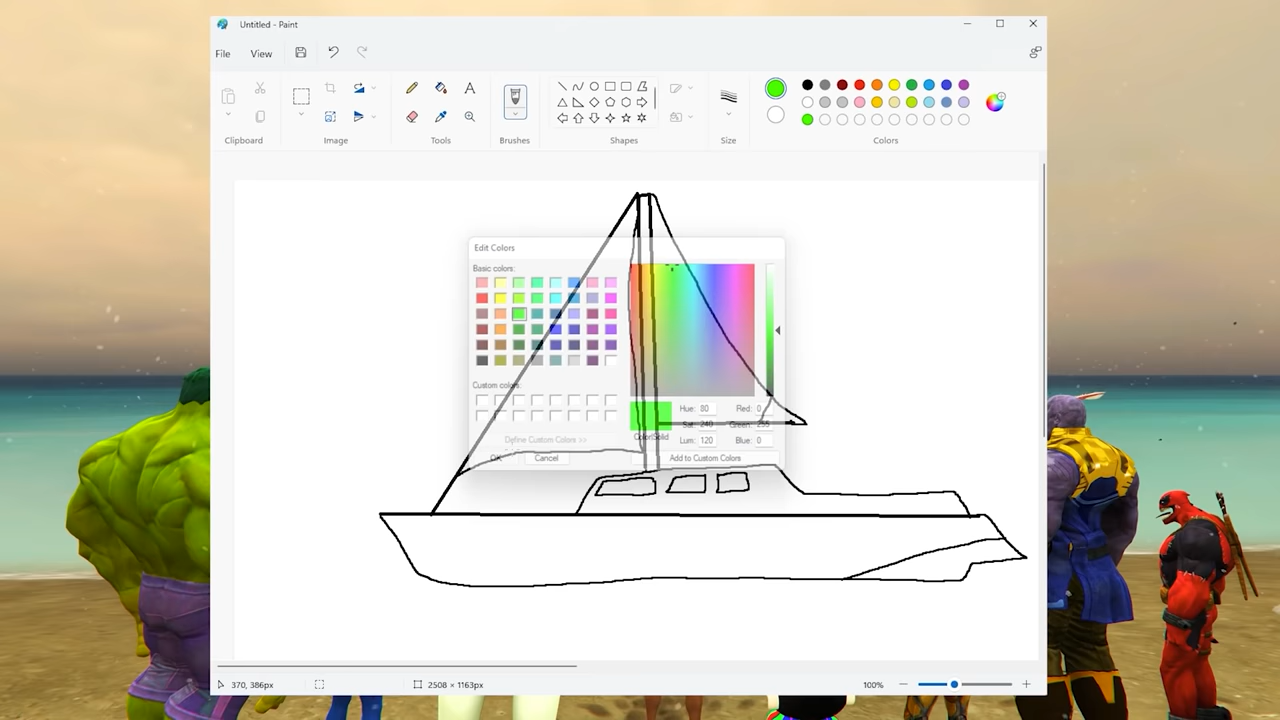 Untitled - Paint
File View
Clipboard Image Tools Brushes Shapes Size Colors
Edit Colors
Basic colors:
Custom colors:
Hue: 80 Red: 0
Sat: 240 Green: 255
Color|Solid Lum: 120 Blue: 0
Define Custom Colors >>
OK Cancel Add to Custom Colors
370, 386px 2508 × 1163px 100%